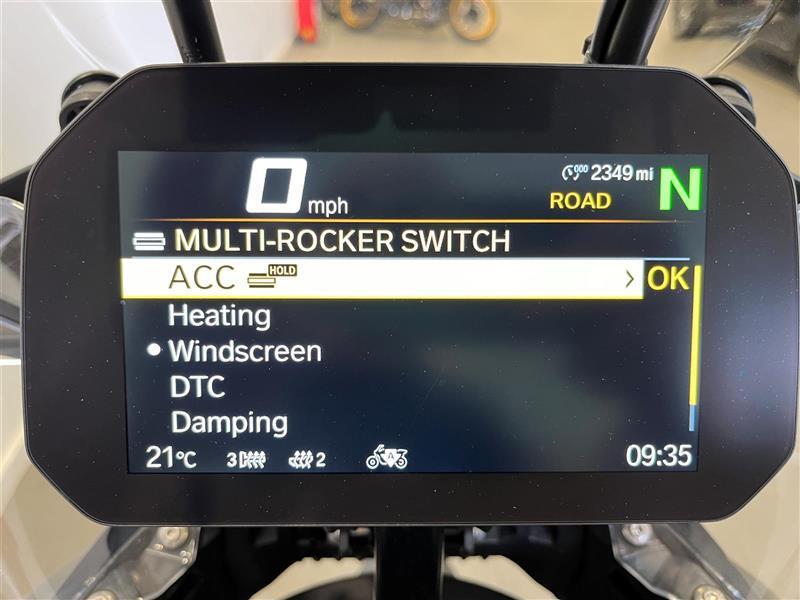 0 mph
000 2349 mi
ROAD
N
MULTI-ROCKER SWITCH
ACC HOLD > OK
Heating
• Windscreen
DTC
Damping
21°C 3 2 A 09:35